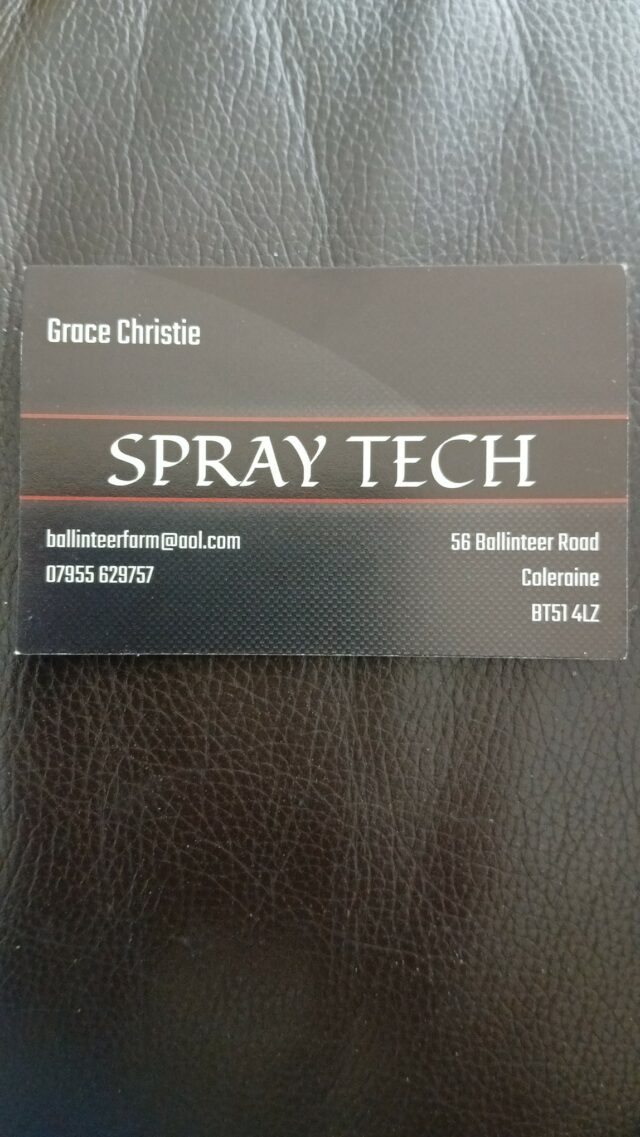 Grace Christie
SPRAY TECH
ballinteerfarm@aol.com
07955 629757
56 Ballinteer Road
Coleraine
BT51 4LZ